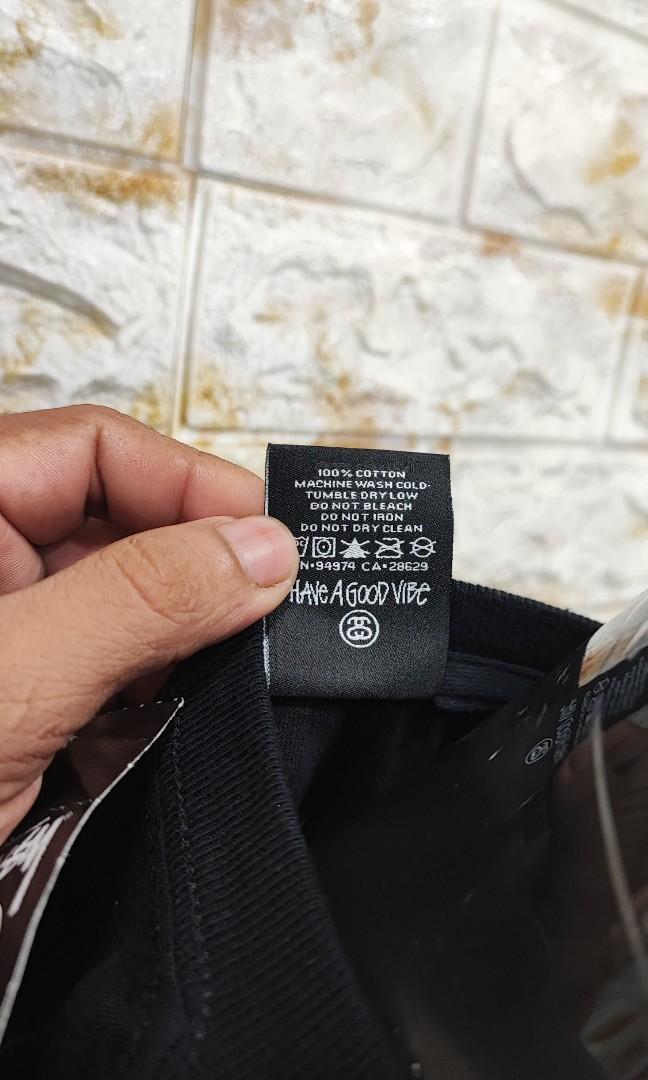 100% COTTON
MACHINE WASH COLD·
TUMBLE DRY LOW
DO NOT BLEACH
DO NOT IRON
DO NOT DRY CLEAN
N•94974 CA•28629
HAVE A GOOD VIBE